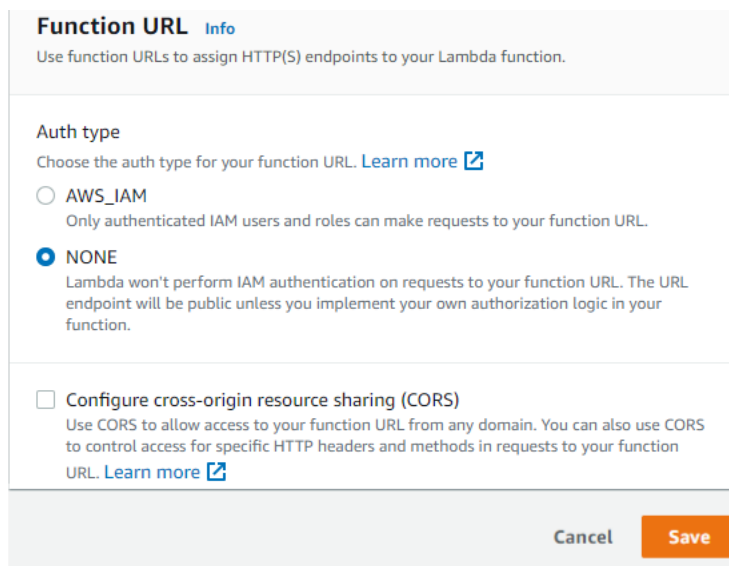 Function URL Info
Use function URLs to assign HTTP(S) endpoints to your Lambda function.
Auth type
Choose the auth type for your function URL. Learn more
AWS_IAM
Only authenticated IAM users and roles can make requests to your function URL.
NONE
Lambda won't perform IAM authentication on requests to your function URL. The URL
endpoint will be public unless you implement your own authorization logic in your
function.
Configure cross-origin resource sharing (CORS)
Use CORS to allow access to your function URL from any domain. You can also use CORS
to control access for specific HTTP headers and methods in requests to your function
URL. Learn more
Cancel Save